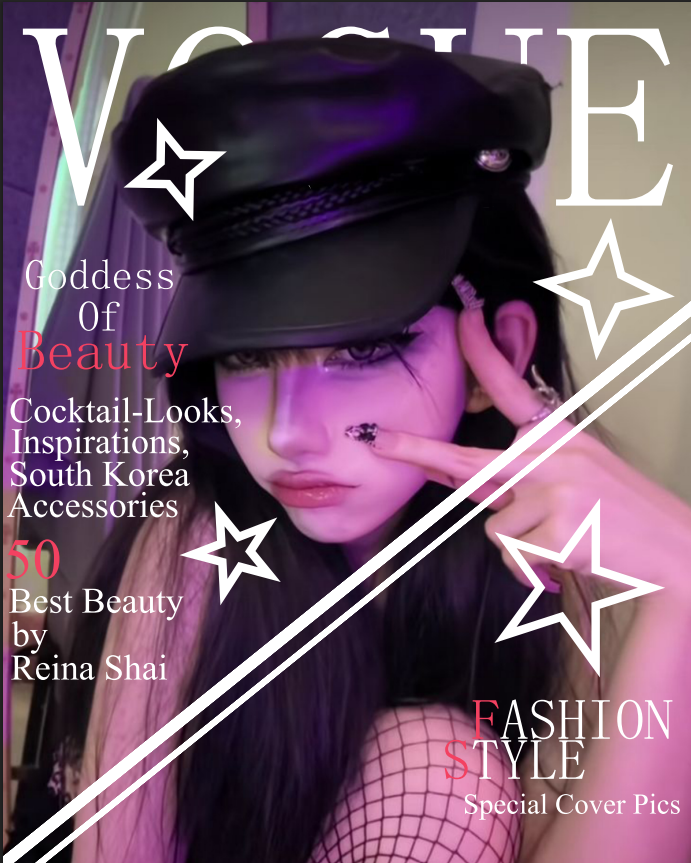 VOGUE
Goddess
Of
Beauty
Cocktail-Looks,
Inspirations,
South Korea
Accessories
50
Best Beauty
by
Reina Shai
FASHION
STYLE
Special Cover Pics